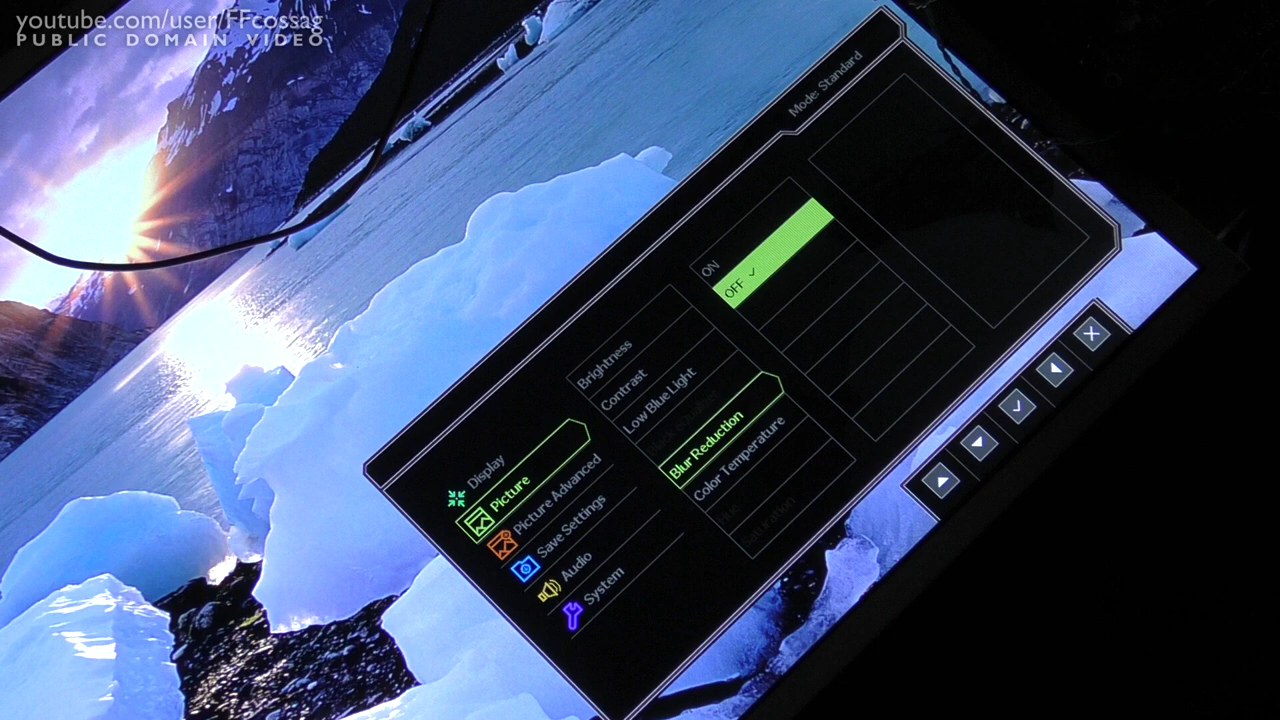 youtube.com/user/FFcossag
PUBLIC DOMAIN VIDEO
Mode: Standard
Display
Picture
Picture Advanced
Save Settings
Audio
System
Brightness
Contrast
Low Blue Light
Blur Reduction
Color Temperature
Hue
Saturation
ON
OFF ✓